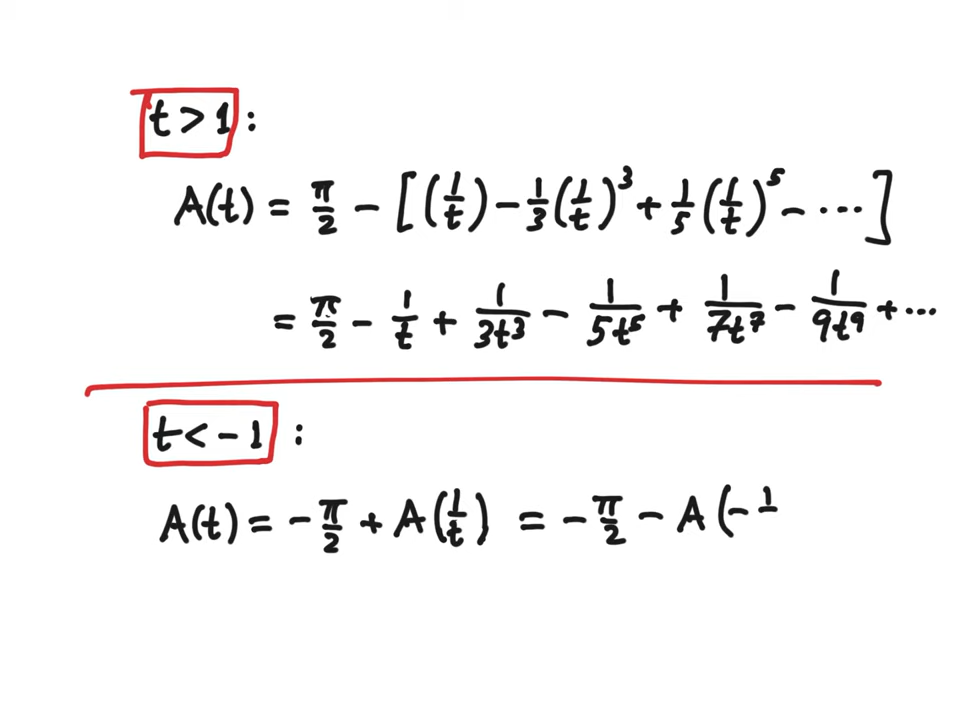 t > 1 :
A(t) = π/2 − [(1/t) − 1/3 (1/t)^3 + 1/5 (1/t)^5 − ⋯]
= π/2 − 1/t + 1/(3t^3) − 1/(5t^5) + 1/(7t^7) − 1/(9t^9) + ⋯
t < −1 :
A(t) = −π/2 + A(1/t) = −π/2 − A(−1